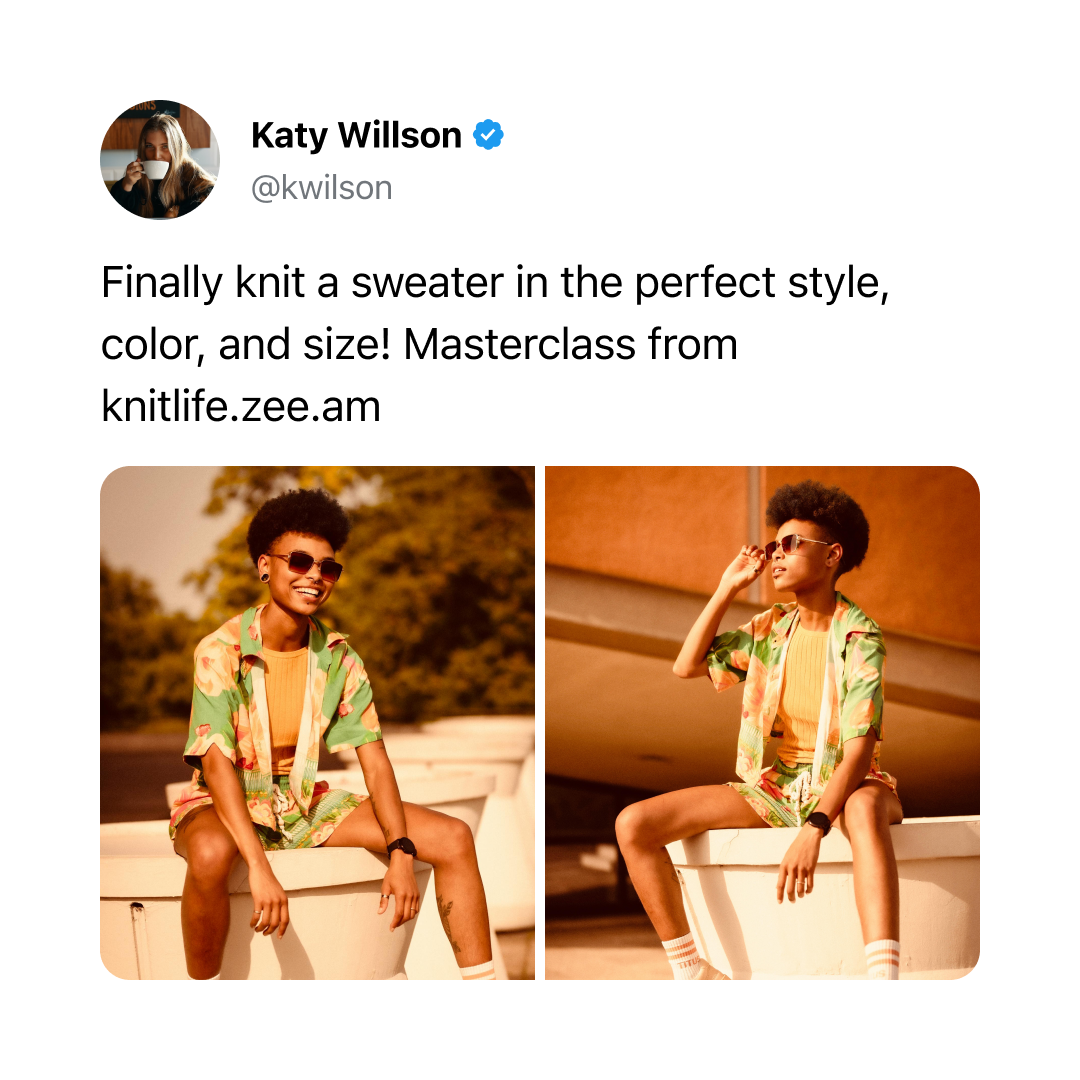 Katy Willson
@kwilson
Finally knit a sweater in the perfect style,
color, and size! Masterclass from
knitlife.zee.am